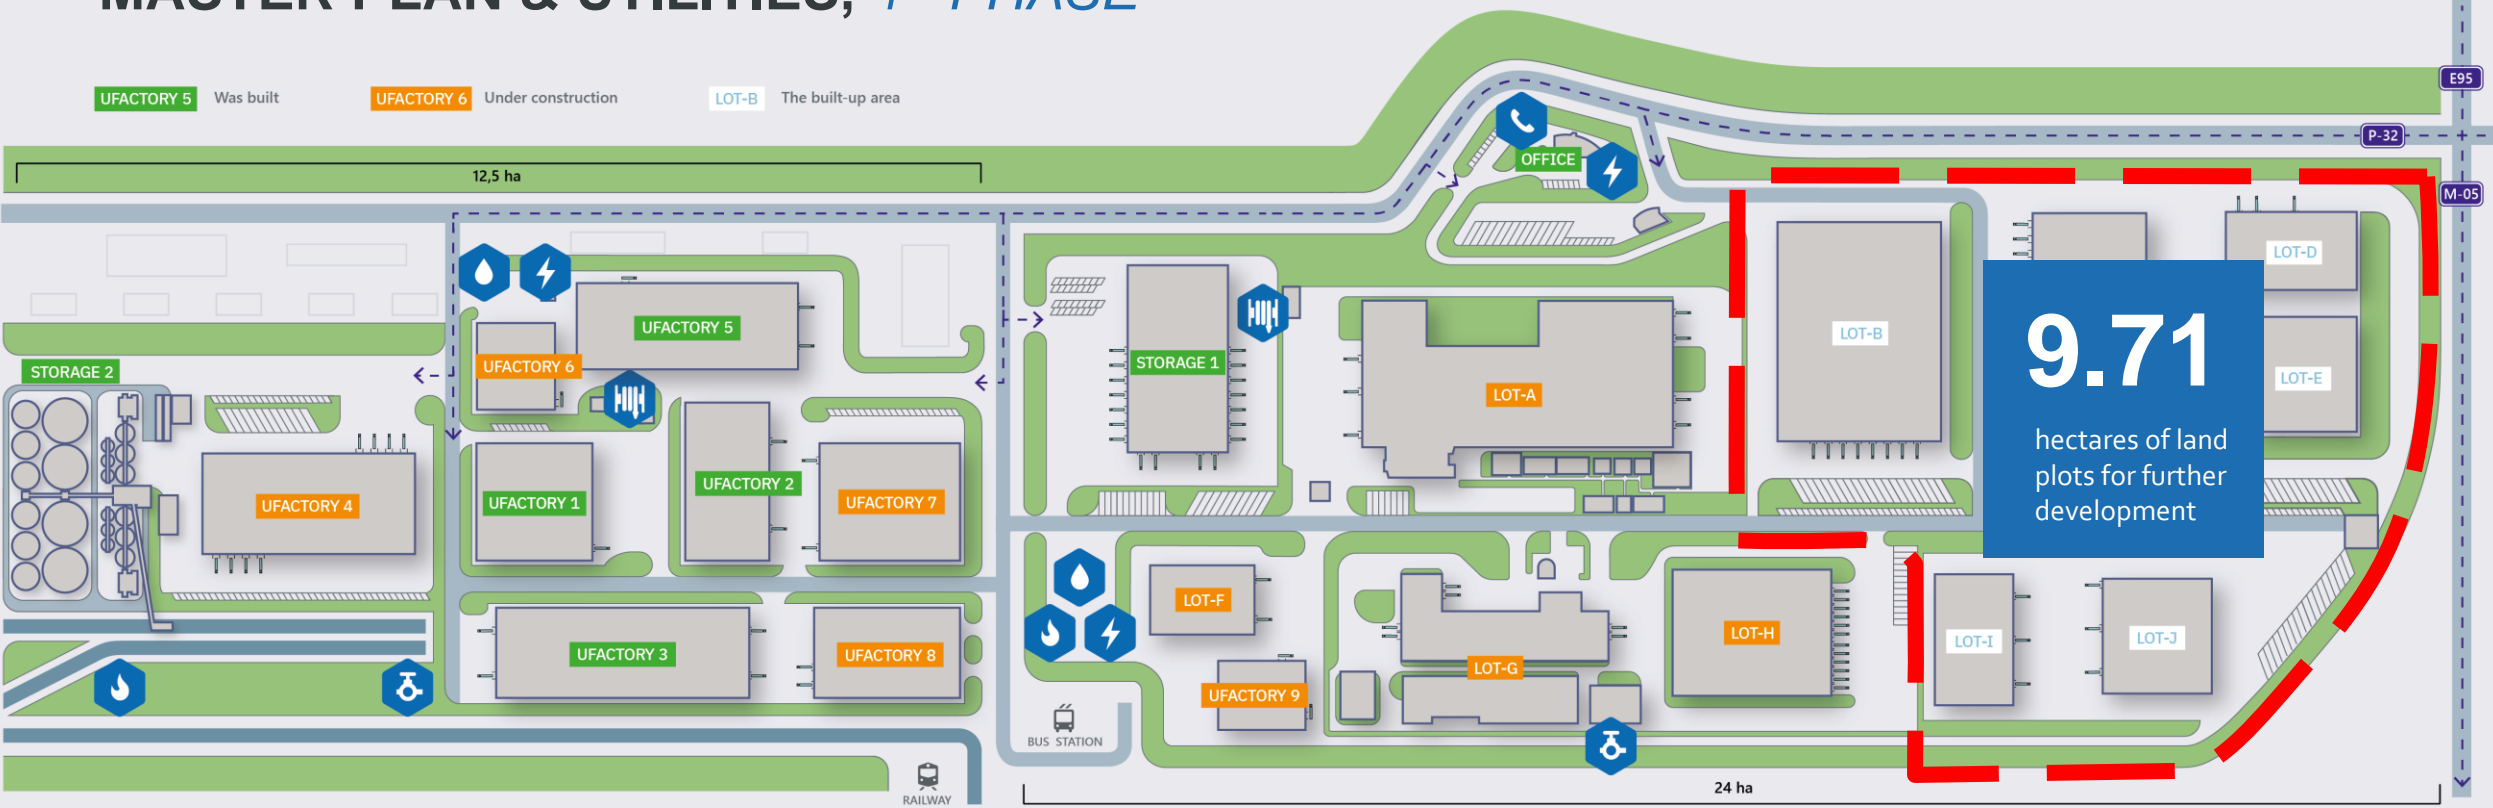 MASTER PLAN & UTILITIES,
UFACTORY 5 Was built
UFACTORY 6 Under construction
LOT-B The built-up area
E95
P-32
M-05
12,5 ha
OFFICE
LOT-D
UFACTORY 5
LOT-B
UFACTORY 6
STORAGE 1
STORAGE 2
LOT-A
LOT-E
9.71
hectares of land
plots for further
development
UFACTORY 4
UFACTORY 1
UFACTORY 2
UFACTORY 7
LOT-F
UFACTORY 3
UFACTORY 8
LOT-G
LOT-H
LOT-I
LOT-J
UFACTORY 9
BUS STATION
RAILWAY
24 ha